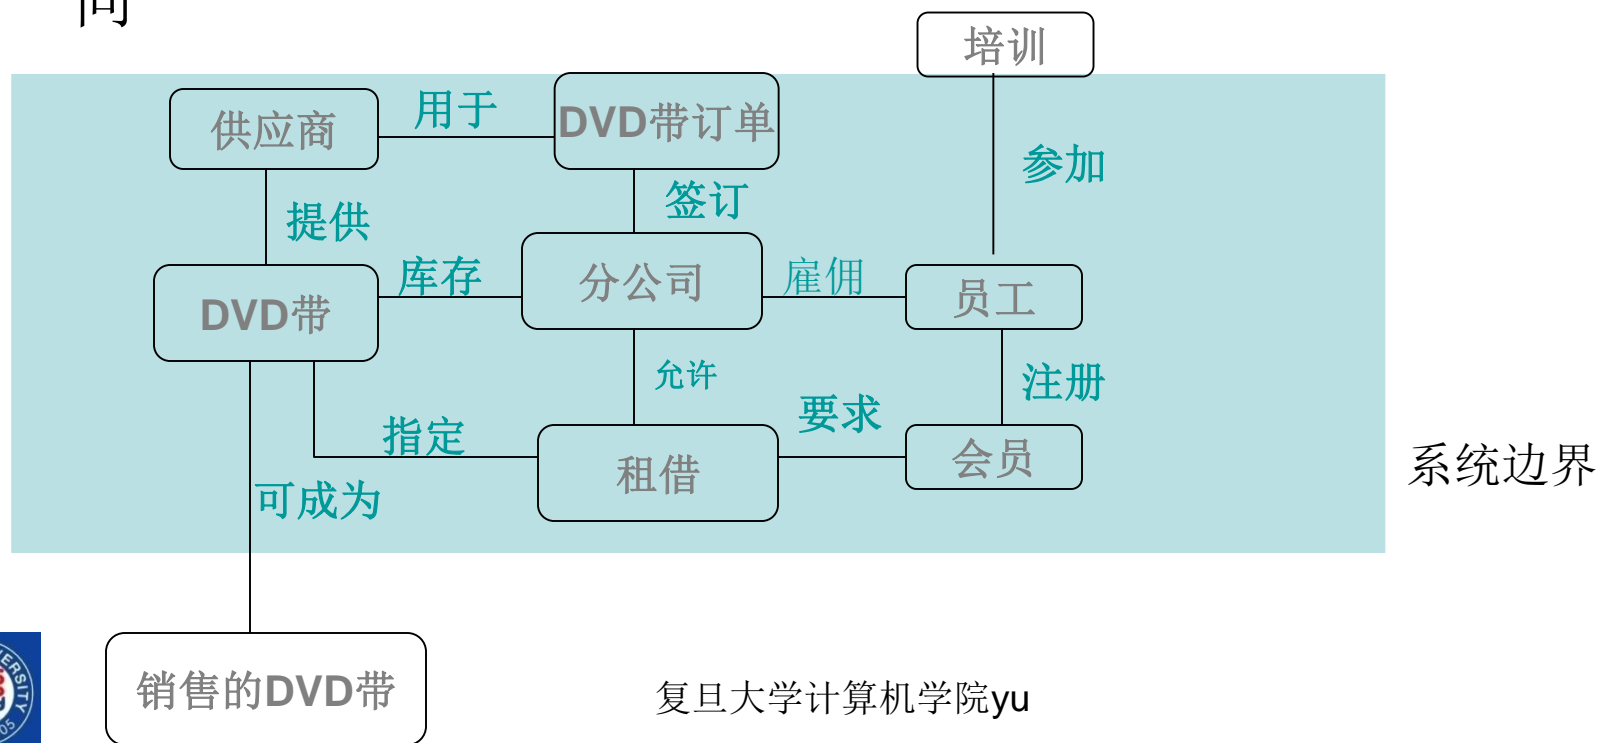 培训
供应商
用于
DVD带订单
参加
提供
签订
DVD带
库存
分公司
雇佣
员工
允许
注册
指定
要求
租借
会员
系统边界
可成为
销售的DVD带
复旦大学计算机学院yu